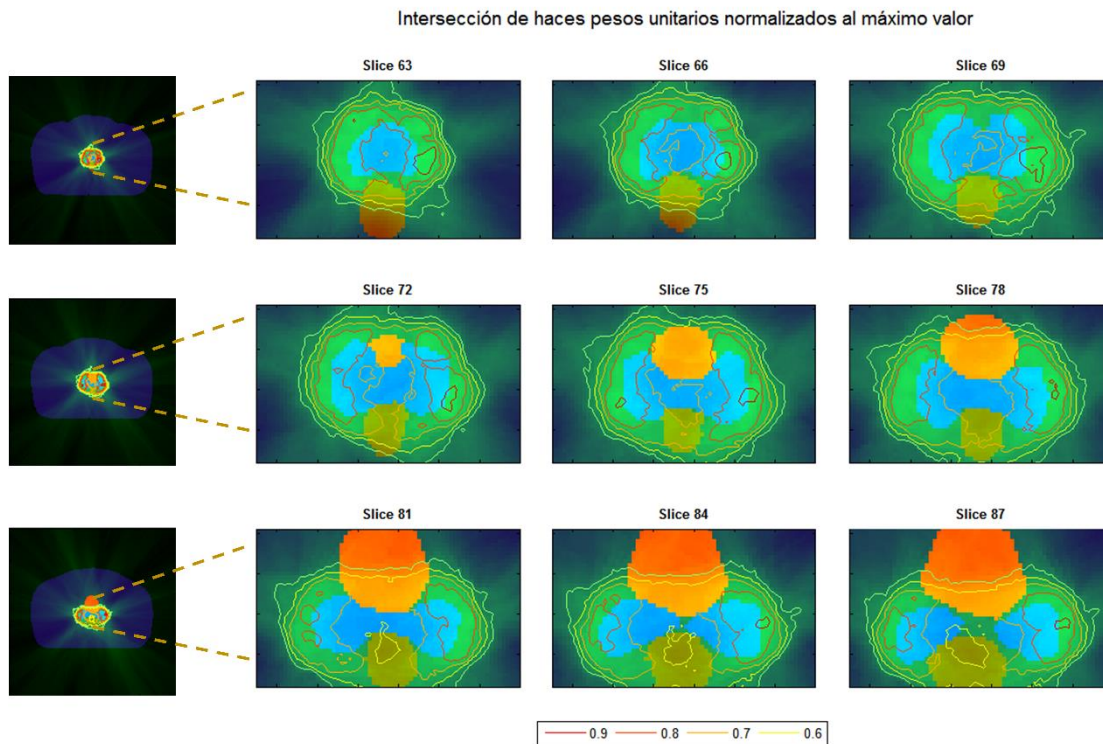 Intersección de haces pesos unitarios normalizados al máximo valor
Slice 63
Slice 66
Slice 69
Slice 72
Slice 75
Slice 78
Slice 81
Slice 84
Slice 87
0.9 0.8 0.7 0.6